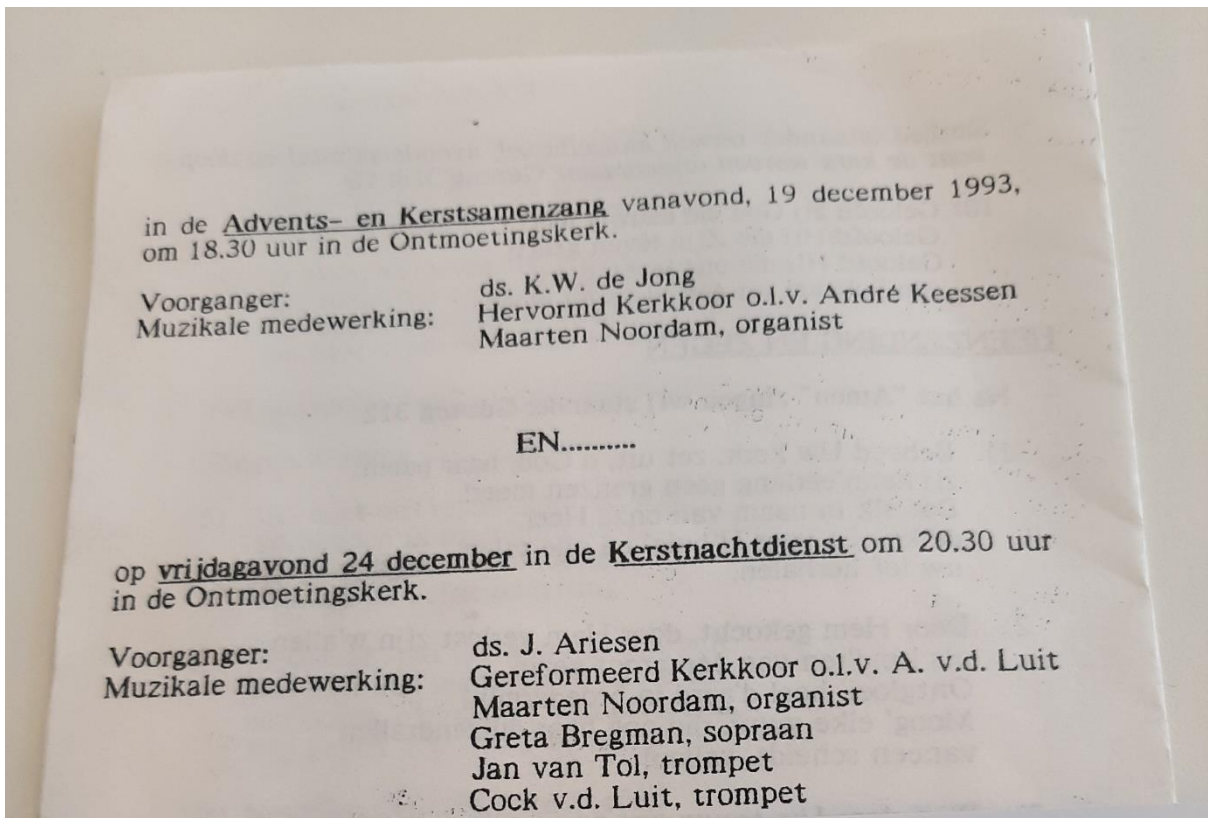 in de Advents- en Kerstsamenzang vanavond, 19 december 1993,
om 18.30 uur in de Ontmoetingskerk.
Voorganger: ds. K.W. de Jong
Muzikale medewerking: Hervormd Kerkkoor o.l.v. André Keessen
Maarten Noordam, organist
EN..........
op vrijdagavond 24 december in de Kerstnachtdienst om 20.30 uur
in de Ontmoetingskerk.
Voorganger: ds. J. Ariesen
Muzikale medewerking: Gereformeerd Kerkkoor o.l.v. A. v.d. Luit
Maarten Noordam, organist
Greta Bregman, sopraan
Jan van Tol, trompet
Cock v.d. Luit, trompet